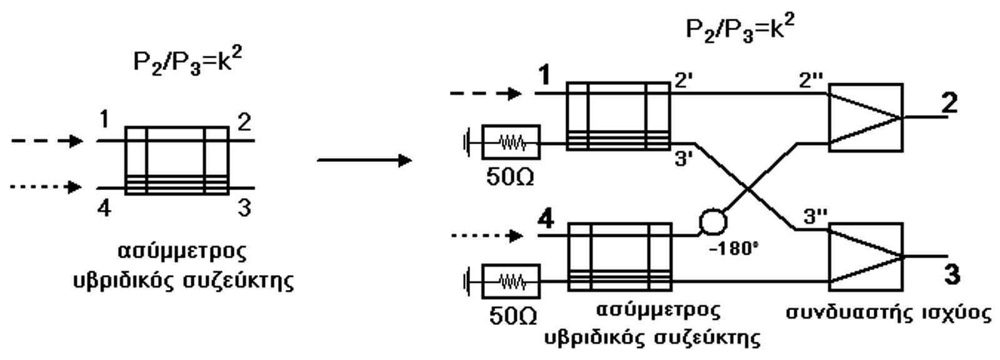 P2/P3=k²
1
2
4
3
ασύμμετρος
υβριδικός συζεύκτης
P2/P3=k²
1
2'
2''
2
50Ω
3'
4
3''
-180°
3
50Ω
ασύμμετρος
υβριδικός συζεύκτης
συνδυαστής ισχύος